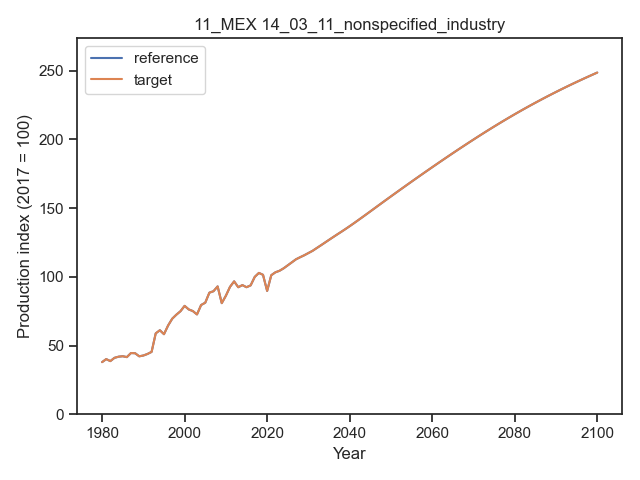 11_MEX 14_03_11_nonspecified_industry
reference
target
Production index (2017 = 100)
250
200
150
100
50
0
1980
2000
2020
2040
2060
2080
2100
Year